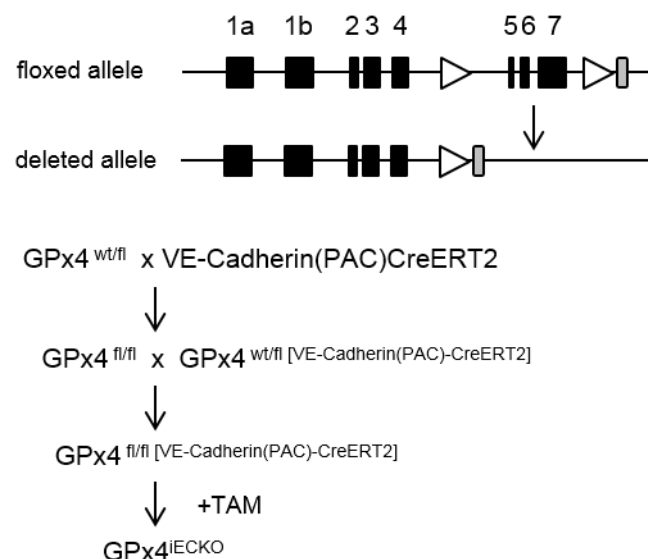 1a 1b 2 3 4 5 6 7
floxed allele
deleted allele
GPx4 wt/fl x VE-Cadherin(PAC)CreERT2
GPx4 fl/fl x GPx4 wt/fl [VE-Cadherin(PAC)-CreERT2]
GPx4 fl/fl [VE-Cadherin(PAC)-CreERT2]
+TAM
GPx4iECKO